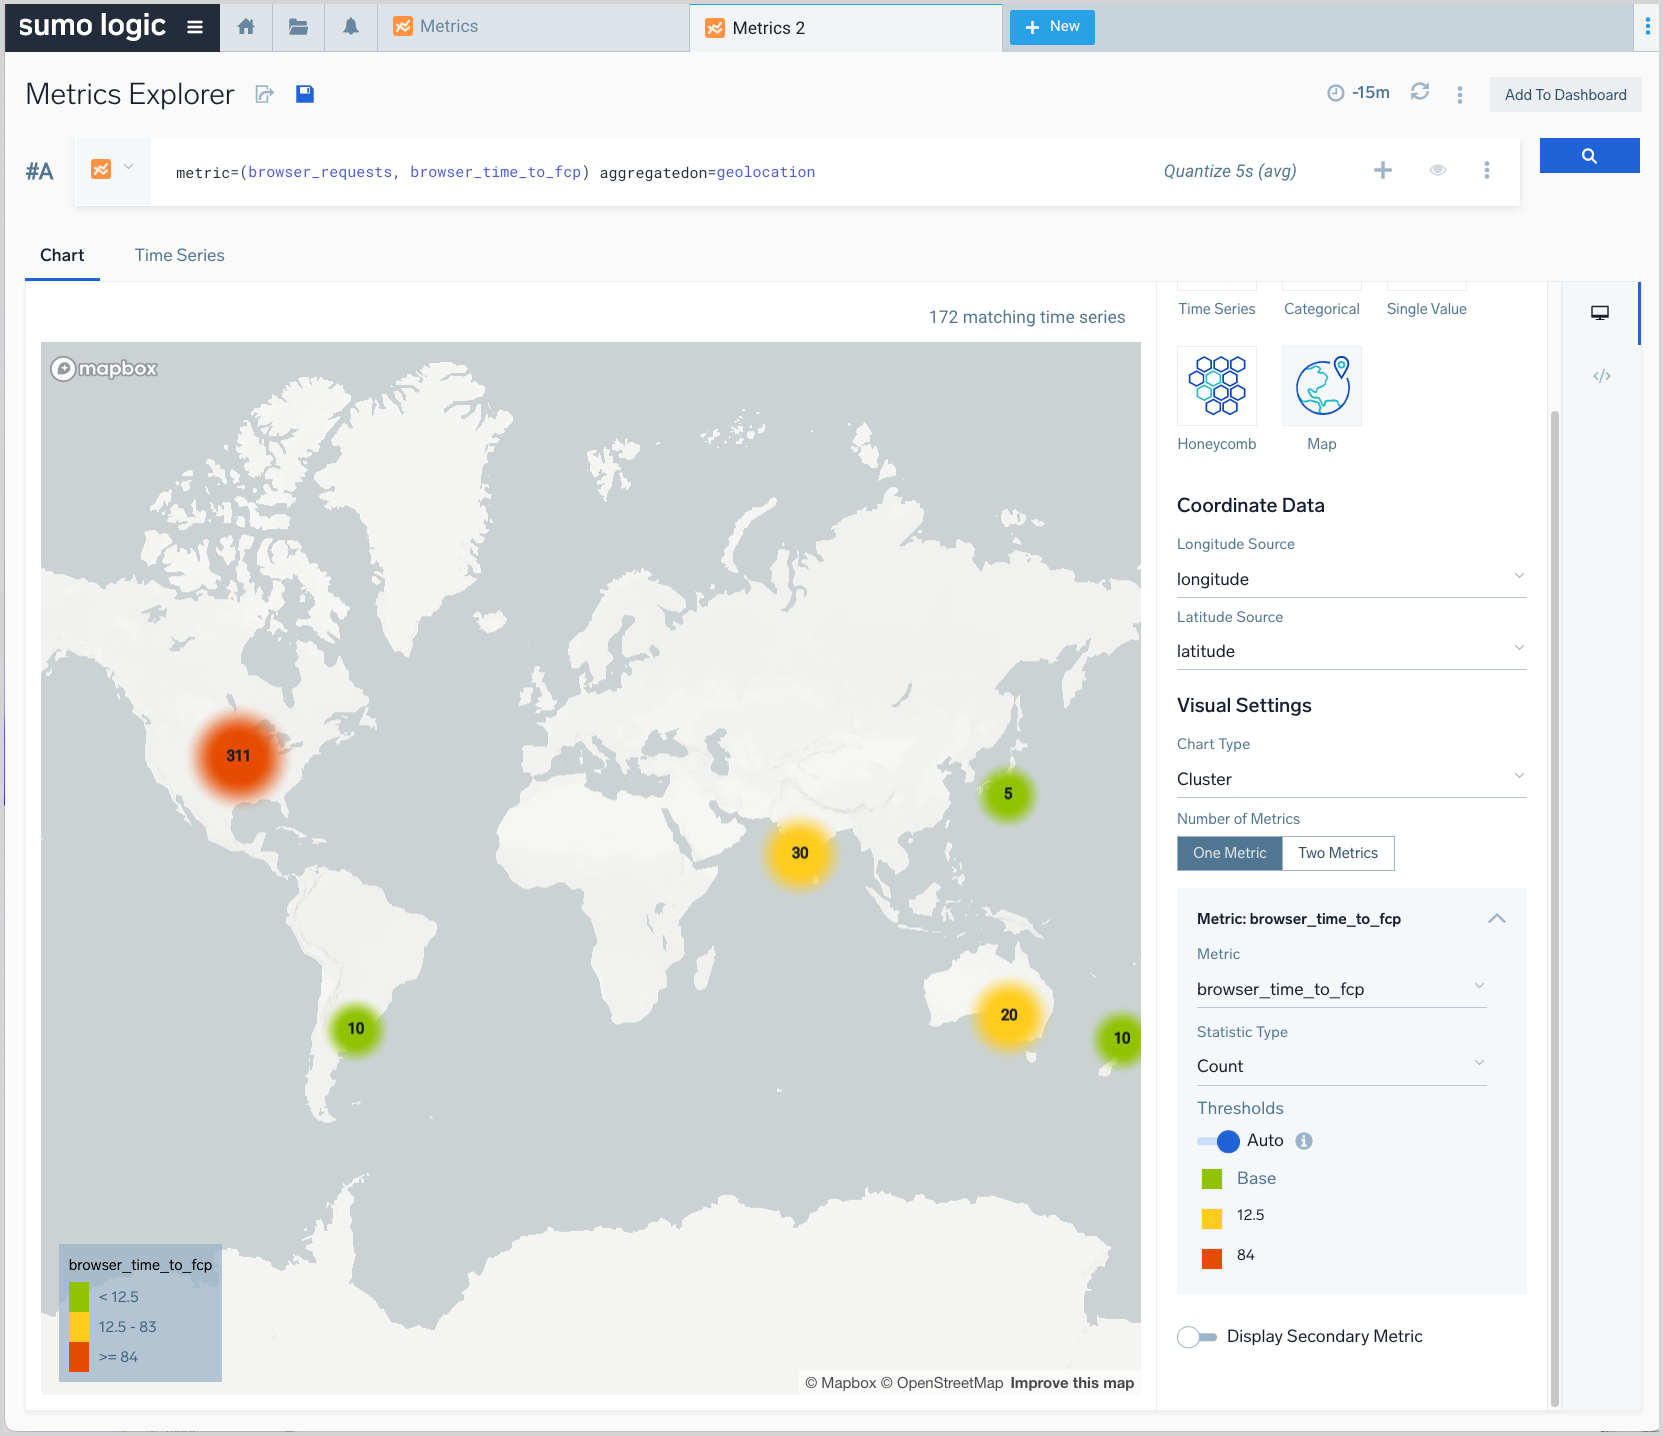 sumo logic
Metrics
Metrics 2
New
Metrics Explorer
-15m
Add To Dashboard
#A
metric=(browser_requests, browser_time_to_fcp) aggregatedon=geolocation
Quantize 5s (avg)
Chart
Time Series
172 matching time series
mapbox
311
5
30
10
20
10
browser_time_to_fcp
< 12.5
12.5 - 83
>= 84
© Mapbox © OpenStreetMap Improve this map
Time Series
Categorical
Single Value
Honeycomb
Map
Coordinate Data
Longitude Source
longitude
Latitude Source
latitude
Visual Settings
Chart Type
Cluster
Number of Metrics
One Metric
Two Metrics
Metric: browser_time_to_fcp
Metric
browser_time_to_fcp
Statistic Type
Count
Thresholds
Auto
Base
12.5
84
Display Secondary Metric